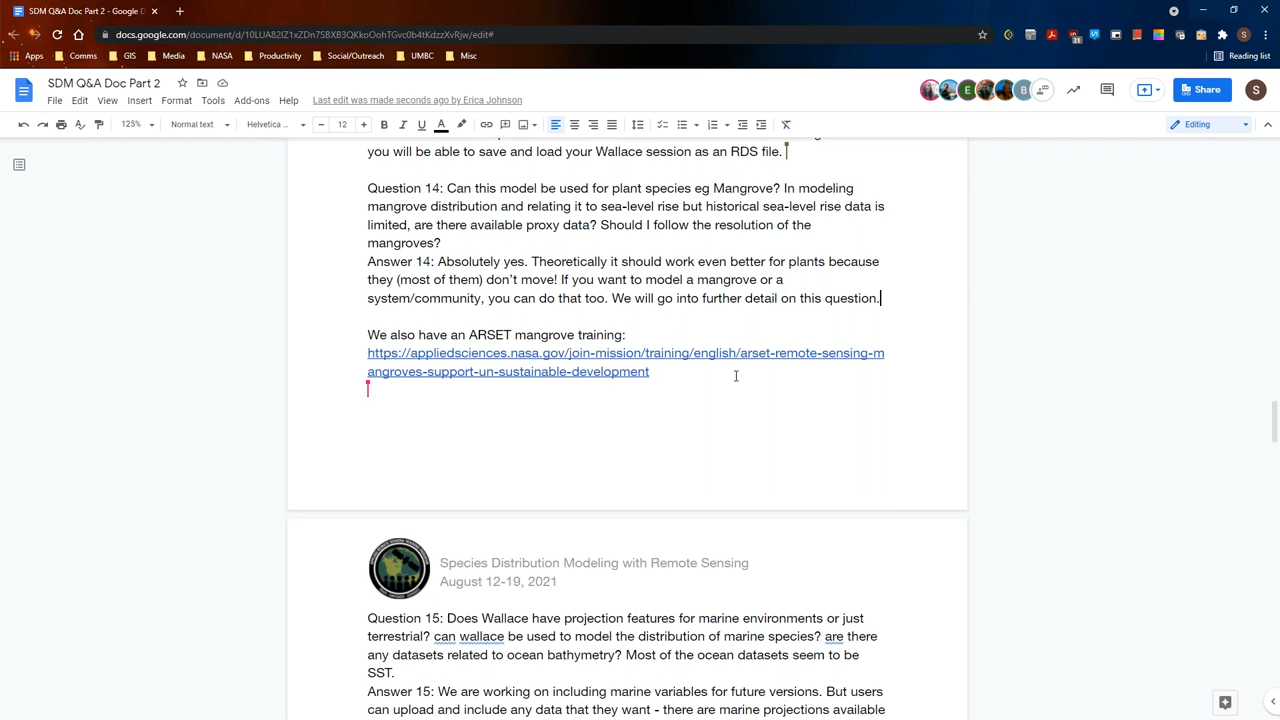 SDM Q&A Doc Part 2 - Google D
docs.google.com/document/d/10LUA82IZ1xZDn7SBXB3QKkoOohTGvc0b4tKdzzXvRjw/edit#
Apps Comms GIS Media NASA Productivity Social/Outreach UMBC Misc Reading list
SDM Q&A Doc Part 2
File Edit View Insert Format Tools Add-ons Help Last edit was made seconds ago by Erica Johnson
Share S
125% Normal text Helvetica ... 12 B I U A Editing
you will be able to save and load your Wallace session as an RDS file.
Question 14: Can this model be used for plant species eg Mangrove? In modeling
mangrove distribution and relating it to sea-level rise but historical sea-level rise data is
limited, are there available proxy data? Should I follow the resolution of the
mangroves?
Answer 14: Absolutely yes. Theoretically it should work even better for plants because
they (most of them) don't move! If you want to model a mangrove or a
system/community, you can do that too. We will go into further detail on this question.
We also have an ARSET mangrove training:
https://appliedsciences.nasa.gov/join-mission/training/english/arset-remote-sensing-m
angroves-support-un-sustainable-development
Species Distribution Modeling with Remote Sensing
August 12-19, 2021
Question 15: Does Wallace have projection features for marine environments or just
terrestrial? can wallace be used to model the distribution of marine species? are there
any datasets related to ocean bathymetry? Most of the ocean datasets seem to be
SST.
Answer 15: We are working on including marine variables for future versions. But users
can upload and include any data that they want - there are marine projections available